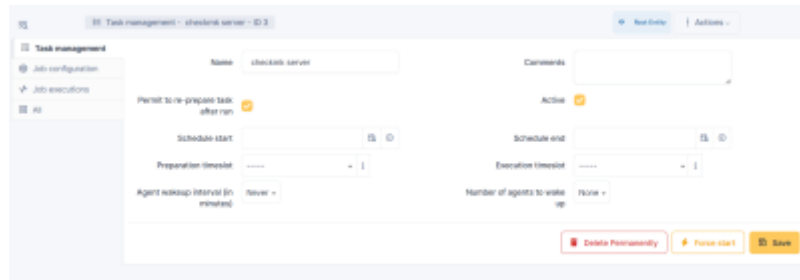 Task management - checkmk server - ID 3
Root Entity
Actions
Task management
Job configuration
Job executions
All
Name
checkmk server
Comments
Permit to re-prepare task
after run
Active
Schedule start
Schedule end
Preparation timeslot
-----
Execution timeslot
-----
Agent wakeup interval (in
minutes)
Never
Number of agents to wake
up
None
Delete Permanently
Force start
Save